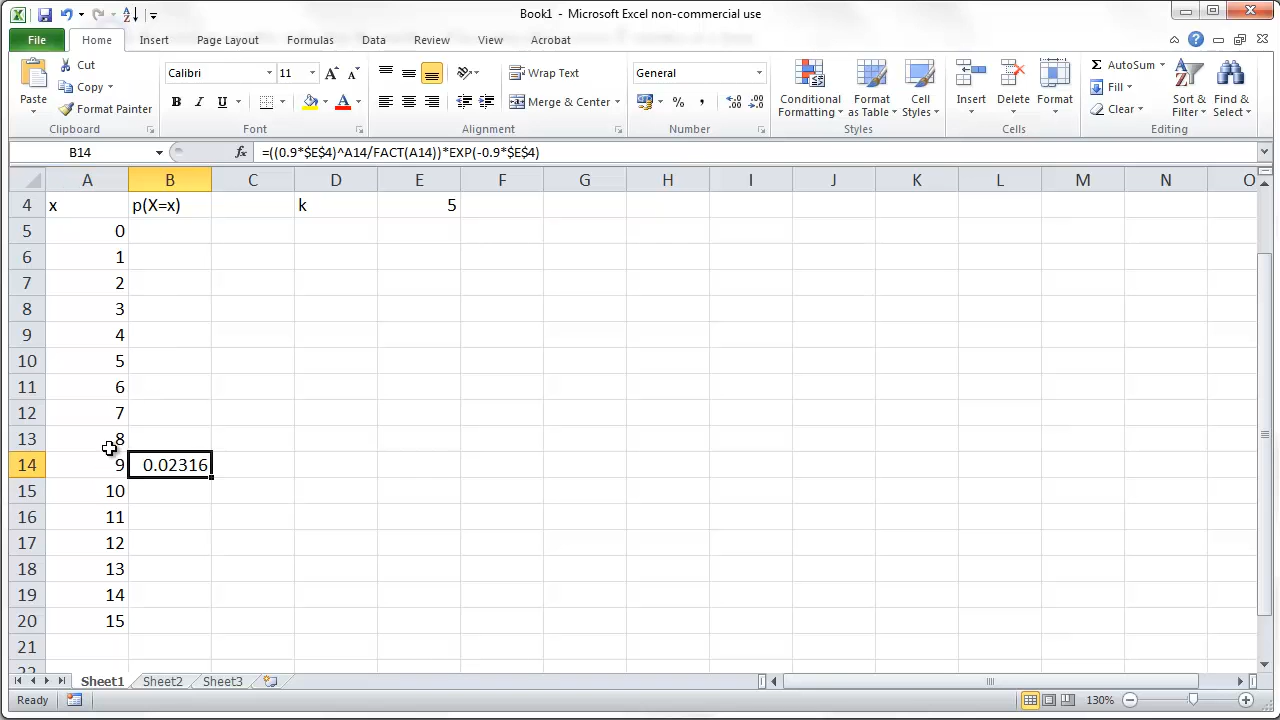 Book1 - Microsoft Excel non-commercial use
File Home Insert Page Layout Formulas Data Review View Acrobat
Paste
Cut
Copy
Format Painter
Clipboard
Calibri 11
B I U
Font
Wrap Text
Merge & Center
Alignment
General
Number
Conditional Formatting
Format as Table
Cell Styles
Styles
Insert
Delete
Format
Cells
AutoSum
Fill
Clear
Sort & Filter
Find & Select
Editing
B14 fx =((0.9*$E$4)^A14/FACT(A14))*EXP(-0.9*$E$4)
A B C D E F G H I J K L M N O
4 x p(X=x) k 5
5 0
6 1
7 2
8 3
9 4
10 5
11 6
12 7
13 8
14 9 0.02316
15 10
16 11
17 12
18 13
19 14
20 15
21
22
Sheet1 Sheet2 Sheet3
Ready 130%